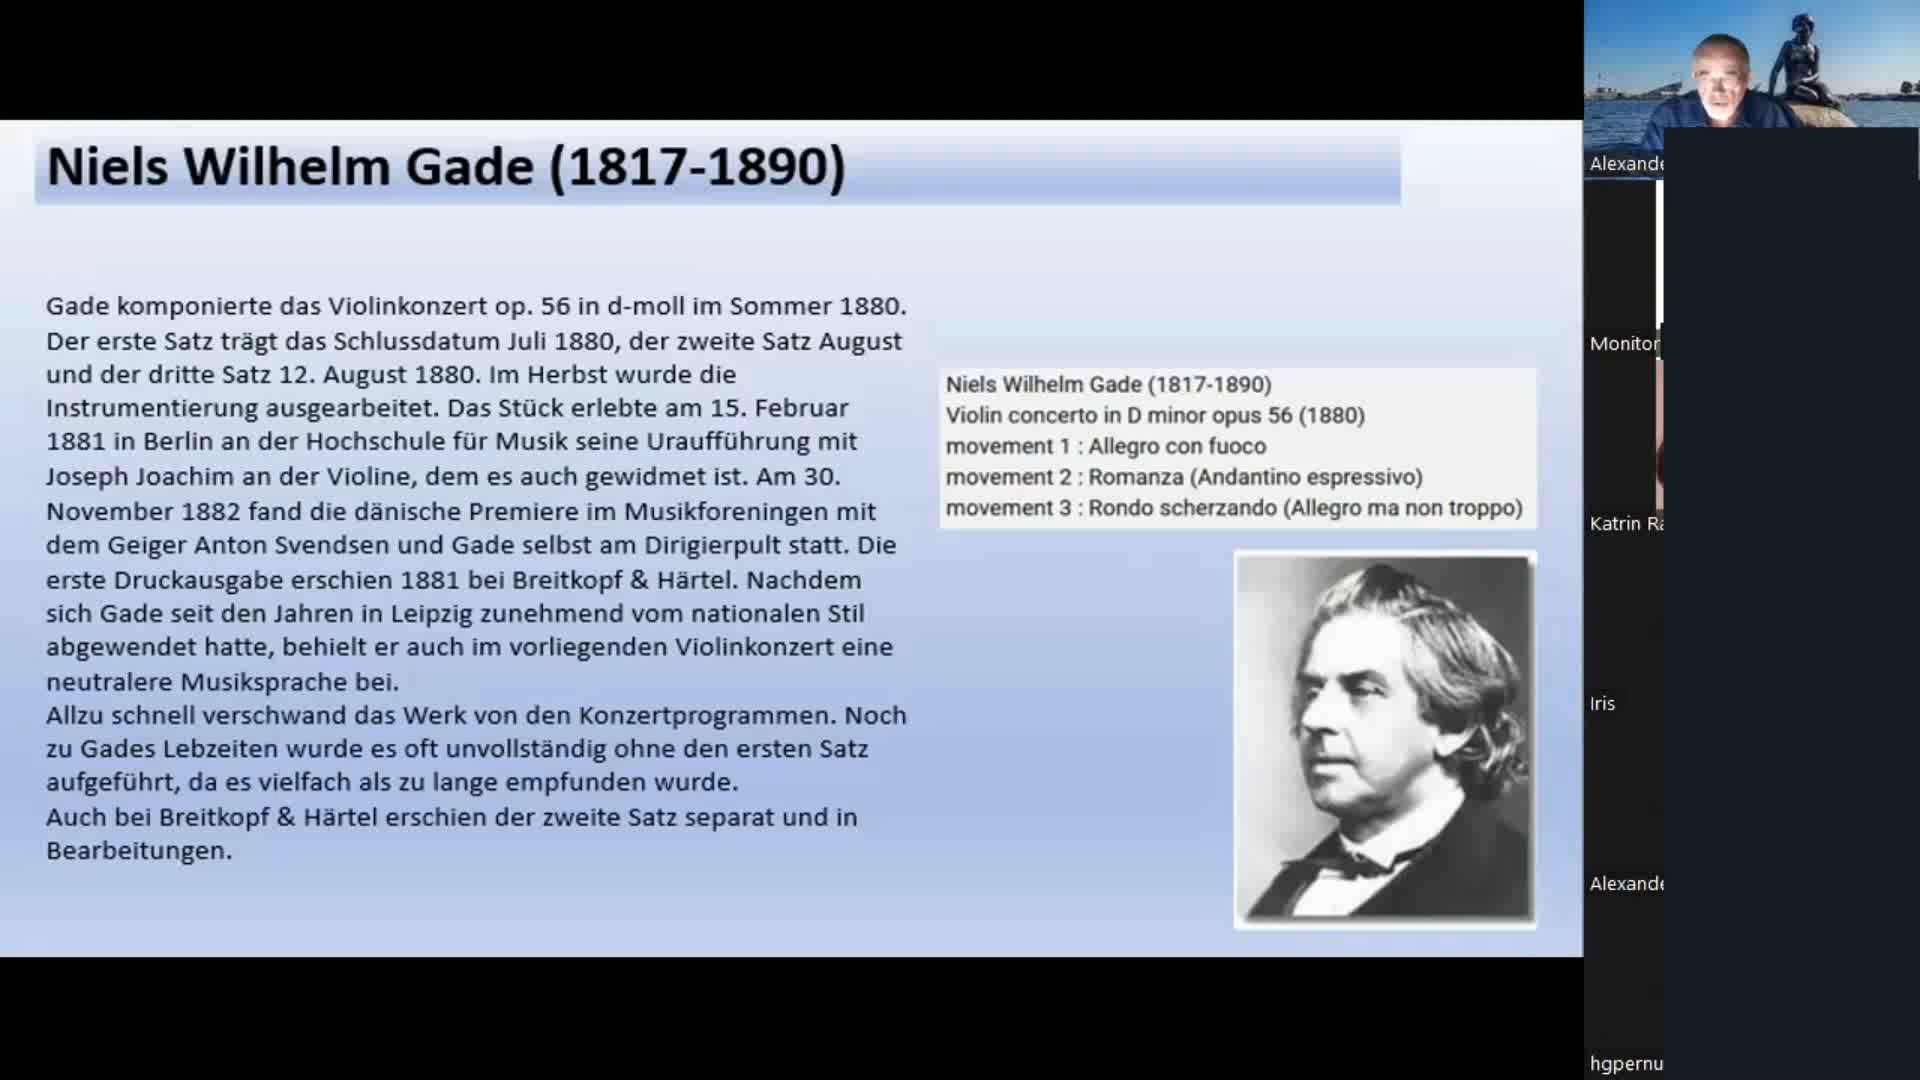 Niels Wilhelm Gade (1817-1890)
Gade komponierte das Violinkonzert op. 56 in d-moll im Sommer 1880.
Der erste Satz trägt das Schlussdatum Juli 1880, der zweite Satz August
und der dritte Satz 12. August 1880. Im Herbst wurde die
Instrumentierung ausgearbeitet. Das Stück erlebte am 15. Februar
1881 in Berlin an der Hochschule für Musik seine Uraufführung mit
Joseph Joachim an der Violine, dem es auch gewidmet ist. Am 30.
November 1882 fand die dänische Premiere im Musikforeningen mit
dem Geiger Anton Svendsen und Gade selbst am Dirigierpult statt. Die
erste Druckausgabe erschien 1881 bei Breitkopf & Härtel. Nachdem
sich Gade seit den Jahren in Leipzig zunehmend vom nationalen Stil
abgewendet hatte, behielt er auch im vorliegenden Violinkonzert eine
neutralere Musiksprache bei.
Allzu schnell verschwand das Werk von den Konzertprogrammen. Noch
zu Gades Lebzeiten wurde es oft unvollständig ohne den ersten Satz
aufgeführt, da es vielfach als zu lange empfunden wurde.
Auch bei Breitkopf & Härtel erschien der zweite Satz separat und in
Bearbeitungen.
Niels Wilhelm Gade (1817-1890)
Violin concerto in D minor opus 56 (1880)
movement 1 : Allegro con fuoco
movement 2 : Romanza (Andantino espressivo)
movement 3 : Rondo scherzando (Allegro ma non troppo)
Monitor
Katrin
Iris